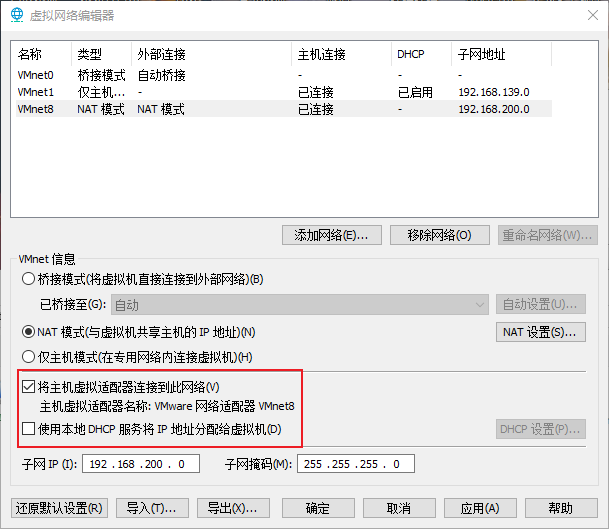 虚拟网络编辑器
名称 类型 外部连接 主机连接 DHCP 子网地址
VMnet0 桥接模式 自动桥接 - - -
VMnet1 仅主机... - 已连接 已启用 192.168.139.0
VMnet8 NAT 模式 NAT 模式 已连接 - 192.168.200.0
添加网络(E)... 移除网络(O) 重命名网络(W)...
VMnet 信息
桥接模式(将虚拟机直接连接到外部网络)(B)
已桥接至(G): 自动 自动设置(U)...
NAT 模式(与虚拟机共享主机的 IP 地址)(N) NAT 设置(S)...
仅主机模式(在专用网络内连接虚拟机)(H)
将主机虚拟适配器连接到此网络(V)
主机虚拟适配器名称: VMware 网络适配器 VMnet8
使用本地 DHCP 服务将 IP 地址分配给虚拟机(D) DHCP 设置(P)...
子网 IP (I): 192 .168 .200 . 0 子网掩码(M): 255 .255 .255 . 0
还原默认设置(R) 导入(T)... 导出(X)... 确定 取消 应用(A) 帮助